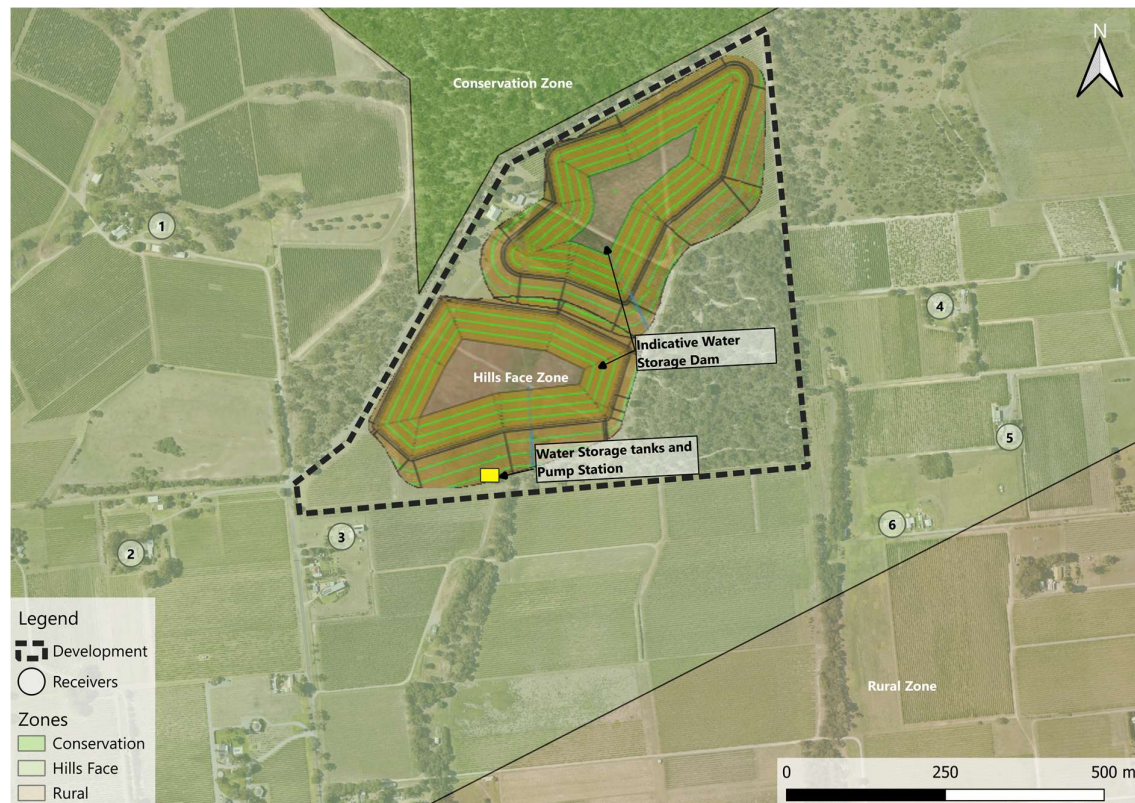 N
Conservation Zone
1
4
Indicative Water
Storage Dam
Hills Face Zone
5
Water Storage tanks and
Pump Station
6
3
2
Legend
Development
Receivers
Zones
Conservation
Hills Face
Rural
Rural Zone
0 250 500 m